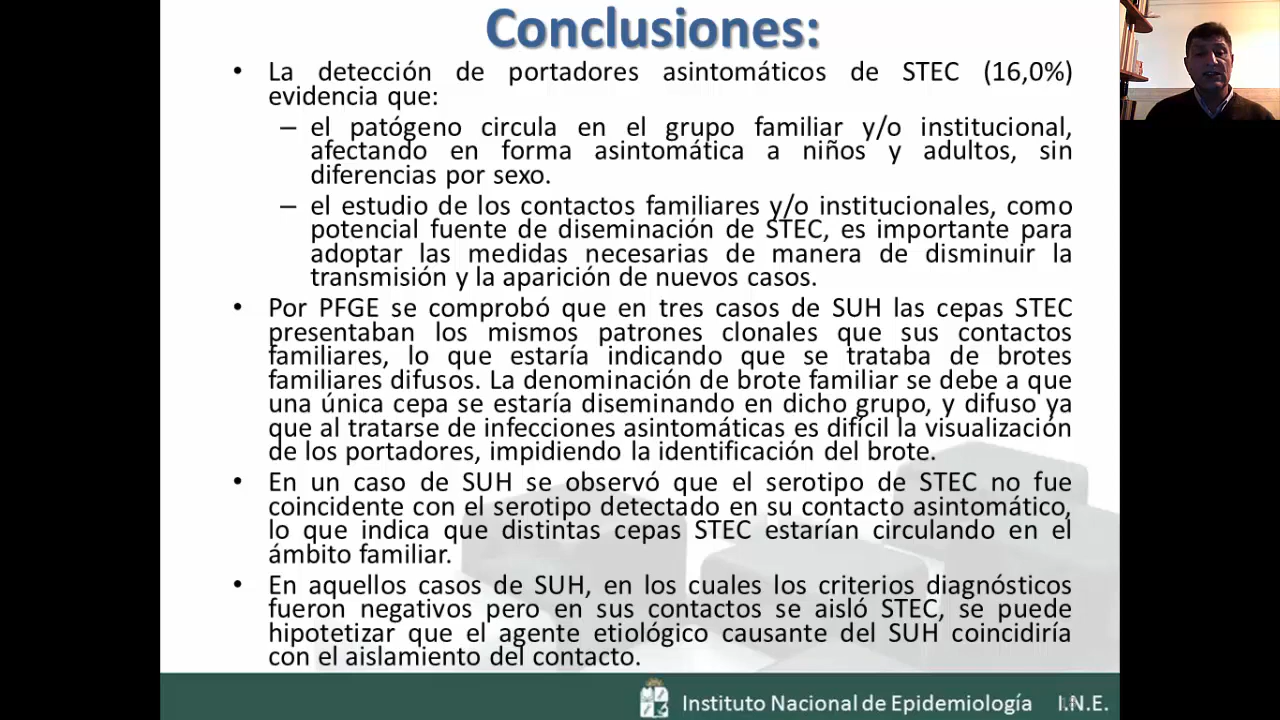 Conclusiones:
• La detección de portadores asintomáticos de STEC (16,0%)
evidencia que:
– el patógeno circula en el grupo familiar y/o institucional,
afectando en forma asintomática a niños y adultos, sin
diferencias por sexo.
– el estudio de los contactos familiares y/o institucionales, como
potencial fuente de diseminación de STEC, es importante para
adoptar las medidas necesarias de manera de disminuir la
transmisión y la aparición de nuevos casos.
• Por PFGE se comprobó que en tres casos de SUH las cepas STEC
presentaban los mismos patrones clonales que sus contactos
familiares, lo que estaría indicando que se trataba de brotes
familiares difusos. La denominación de brote familiar se debe a que
una única cepa se estaría diseminando en dicho grupo, y difuso ya
que al tratarse de infecciones asintomáticas es difícil la visualización
de los portadores, impidiendo la identificación del brote.
• En un caso de SUH se observó que el serotipo de STEC no fue
coincidente con el serotipo detectado en su contacto asintomático,
lo que indica que distintas cepas STEC estarían circulando en el
ámbito familiar.
• En aquellos casos de SUH, en los cuales los criterios diagnósticos
fueron negativos pero en sus contactos se aisló STEC, se puede
hipotetizar que el agente etiológico causante del SUH coincidiría
con el aislamiento del contacto.
Instituto Nacional de Epidemiología I.N.E.